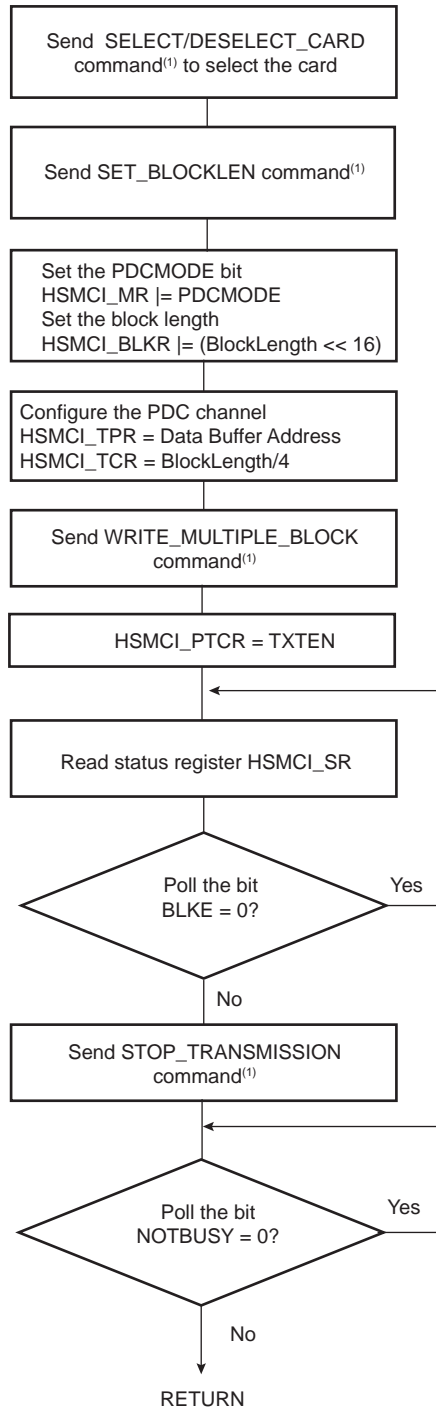 Send SELECT/DESELECT_CARD
command(1) to select the card
Send SET_BLOCKLEN command(1)
Set the PDCMODE bit
HSMCI_MR |= PDCMODE
Set the block length
HSMCI_BLKR |= (BlockLength << 16)
Configure the PDC channel
HSMCI_TPR = Data Buffer Address
HSMCI_TCR = BlockLength/4
Send WRITE_MULTIPLE_BLOCK
command(1)
HSMCI_PTCR = TXTEN
Read status register HSMCI_SR
Poll the bit
BLKE = 0?
Yes
No
Send STOP_TRANSMISSION
command(1)
Poll the bit
NOTBUSY = 0?
Yes
No
RETURN